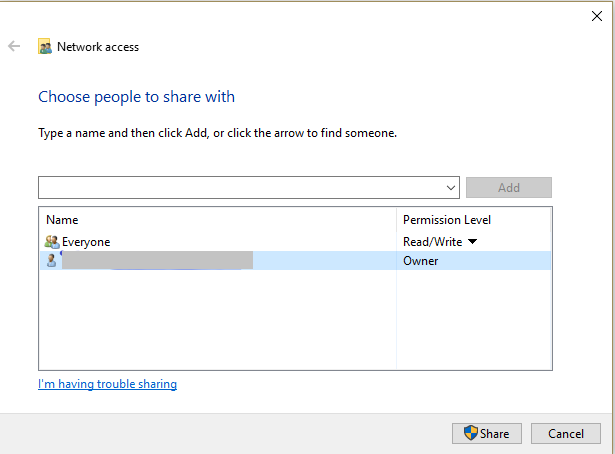 Network access
Choose people to share with
Type a name and then click Add, or click the arrow to find someone.
Add
Name Permission Level
Everyone Read/Write
Owner
I'm having trouble sharing
Share Cancel